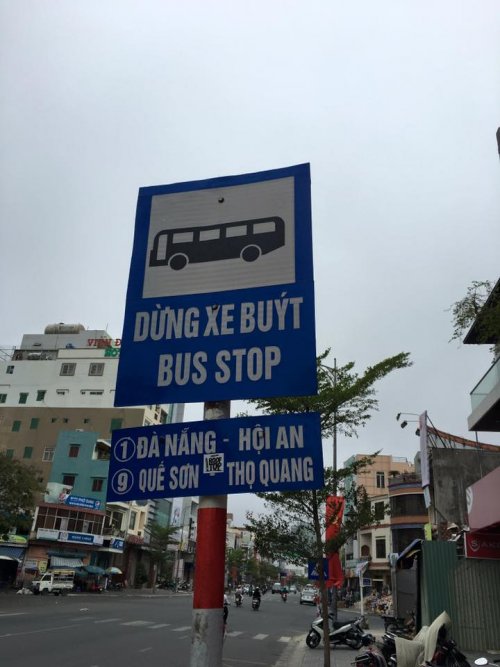 DỪNG XE BUÝT
BUS STOP
① ĐÀ NẴNG - HỘI AN
⑨ QUẾ SƠN THỌ QUANG